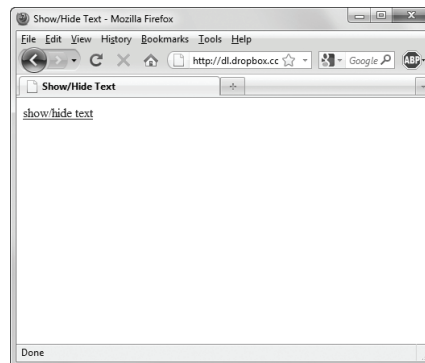 Show/Hide Text - Mozilla Firefox
File Edit View History Bookmarks Tools Help
http://dl.dropbox.cc Google ABP
Show/Hide Text
show/hide text
Done